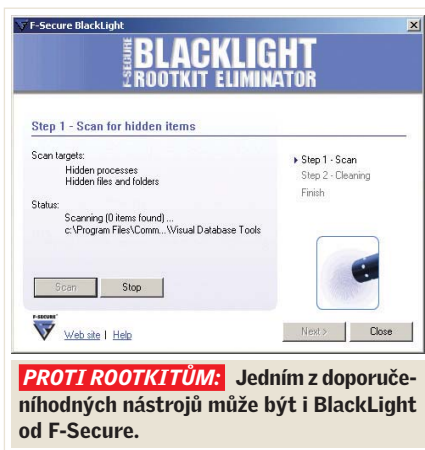 F-Secure BlackLight
F-SECURE
BLACKLIGHT
ROOTKIT ELIMINATOR
Step 1 - Scan for hidden items
Scan targets:
Hidden processes
Hidden files and folders
Status:
Scanning (0 items found) ...
c:\Program Files\Comm...\Visual Database Tools
Step 1 - Scan
Step 2 - Cleaning
Finish
Scan
Stop
F-SECURE
Web site | Help
Next >
Close
PROTI ROOTKITŮM: Jedním z doporuče-
níhodných nástrojů může být i BlackLight
od F-Secure.